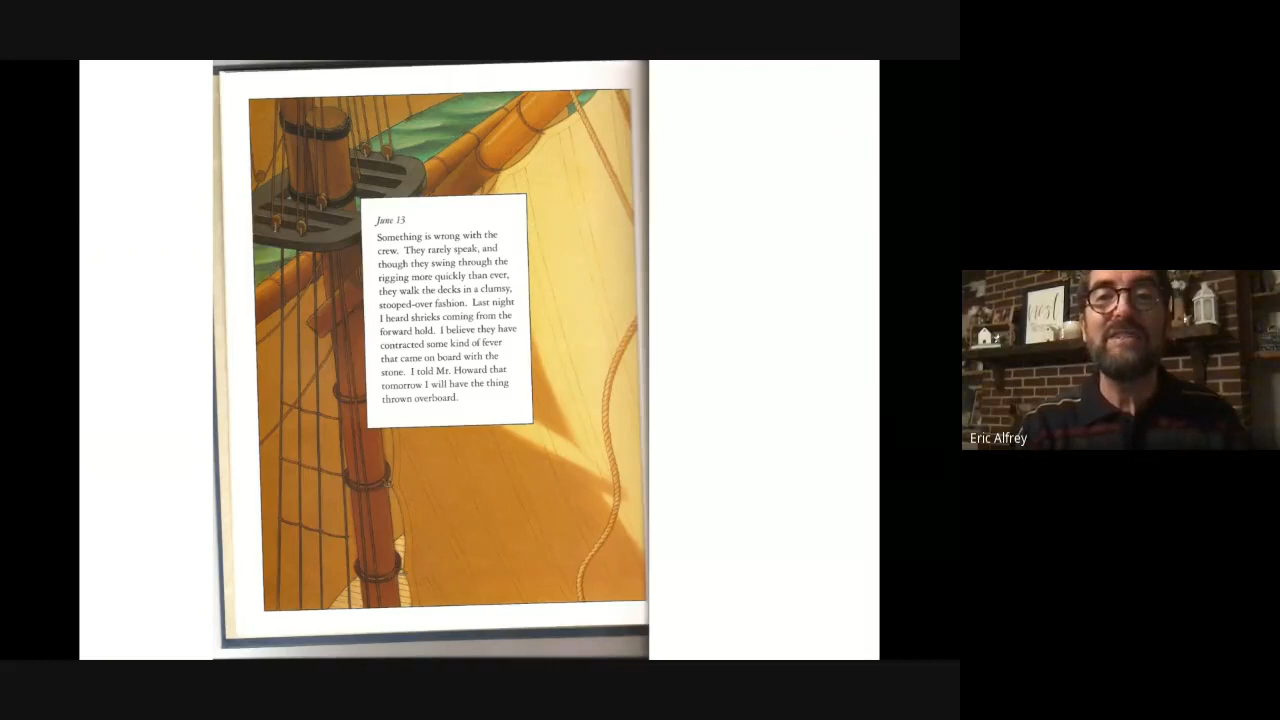 June 13
Something is wrong with the
crew. They rarely speak, and
though they swing through the
rigging more quickly than ever,
they walk the decks in a clumsy,
stooped-over fashion. Last night
I heard shrieks coming from the
forward hold. I believe they have
contracted some kind of fever
that came on board with the
stone. I told Mr. Howard that
tomorrow I will have the thing
thrown overboard.
Eric Alfrey